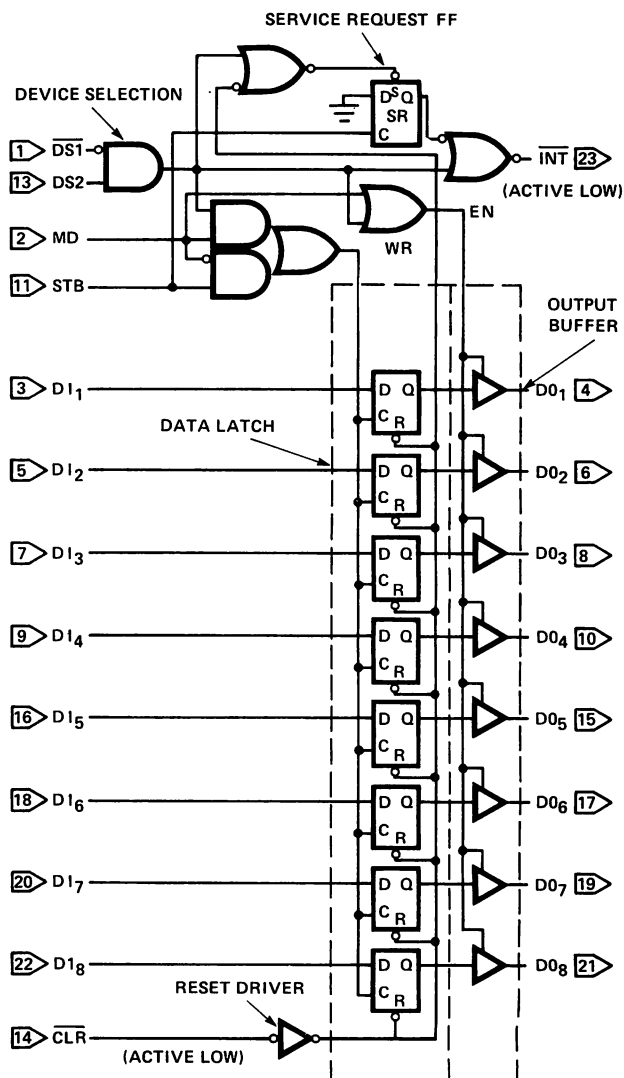 SERVICE REQUEST FF
DEVICE SELECTION
D S Q
SR
C
1 DS1
13 DS2
INT 23
(ACTIVE LOW)
2 MD
EN
WR
11 STB
OUTPUT
BUFFER
3 DI1 D Q C R DO1 4
DATA LATCH
5 DI2 D Q C R DO2 6
7 DI3 D Q C R DO3 8
9 DI4 D Q C R DO4 10
16 DI5 D Q C R DO5 15
18 DI6 D Q C R DO6 17
20 DI7 D Q C R DO7 19
22 DI8 D Q C R DO8 21
RESET DRIVER
14 CLR
(ACTIVE LOW)